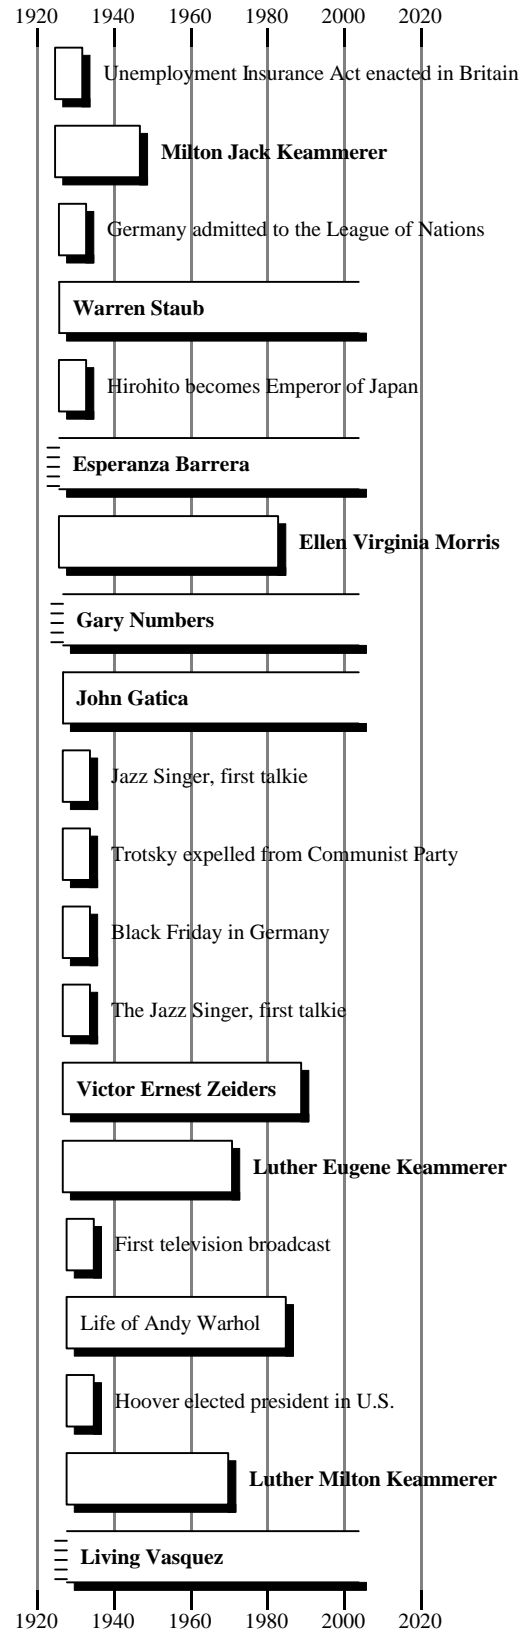 1920 1940 1960 1980 2000 2020
Unemployment Insurance Act enacted in Britain
Milton Jack Keammerer
Germany admitted to the League of Nations
Warren Staub
Hirohito becomes Emperor of Japan
Esperanza Barrera
Ellen Virginia Morris
Gary Numbers
John Gatica
Jazz Singer, first talkie
Trotsky expelled from Communist Party
Black Friday in Germany
The Jazz Singer, first talkie
Victor Ernest Zeiders
Luther Eugene Keammerer
First television broadcast
Life of Andy Warhol
Hoover elected president in U.S.
Luther Milton Keammerer
Living Vasquez
1920 1940 1960 1980 2000 2020